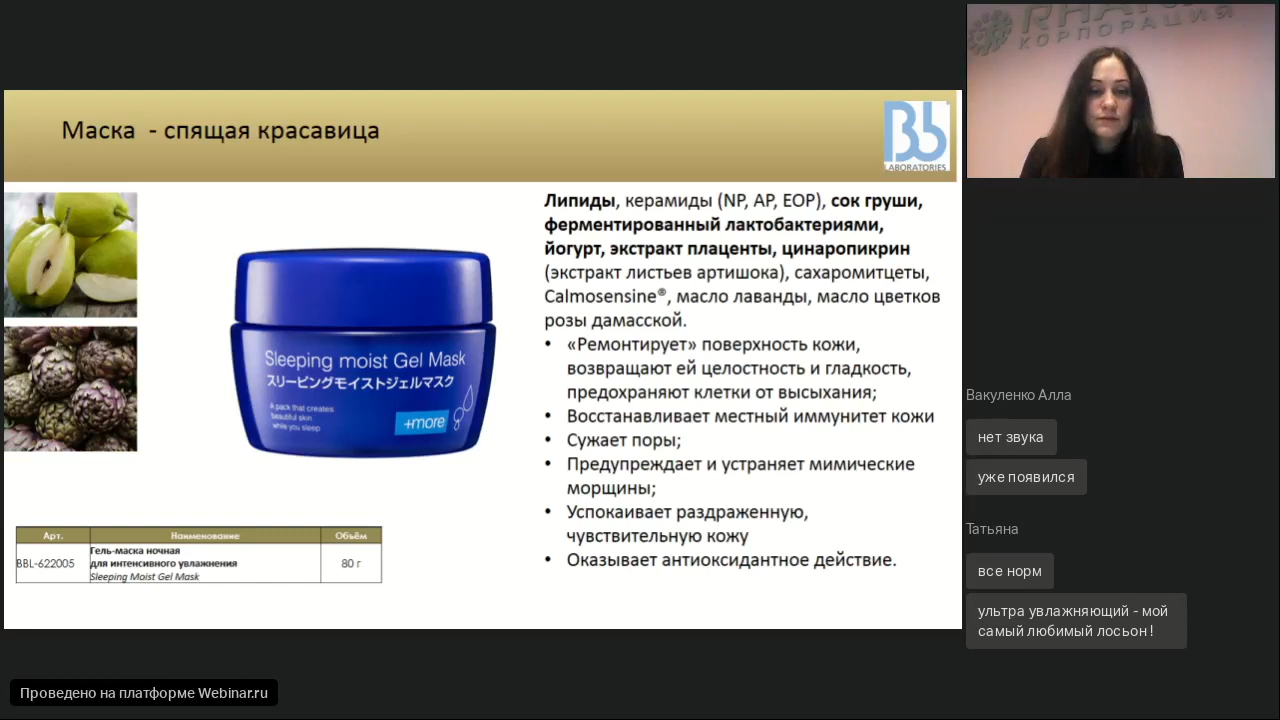 КОРПОРАЦИЯ
Маска - спящая красавица
Bb
LABORATORIES
Липиды, керамиды (NP, AP, EOP), сок груши,
ферментированный лактобактериями,
йогурт, экстракт плаценты, цинаропикрин
(экстракт листьев артишока), сахаромитцеты,
Calmosensine®, масло лаванды, масло цветков
розы дамасской.
• «Ремонтирует» поверхность кожи,
возвращают ей целостность и гладкость,
предохраняют клетки от высыхания;
• Восстанавливает местный иммунитет кожи
• Сужает поры;
• Предупреждает и устраняет мимические
морщины;
• Успокаивает раздраженную,
чувствительную кожу
• Оказывает антиоксидантное действие.
Sleeping moist Gel Mask
スリーピングモイストジェルマスク
A pack that creates
beautiful skin
while you sleep
+more
Арт. Наименование Объём
BBL-622005 Гель-маска ночная
для интенсивного увлажнения
Sleeping Moist Gel Mask
80 г
Вакуленко Алла
нет звука
уже появился
Татьяна
все норм
ультра увлажняющий - мой
самый любимый лосьон !
Проведено на платформе Webinar.ru